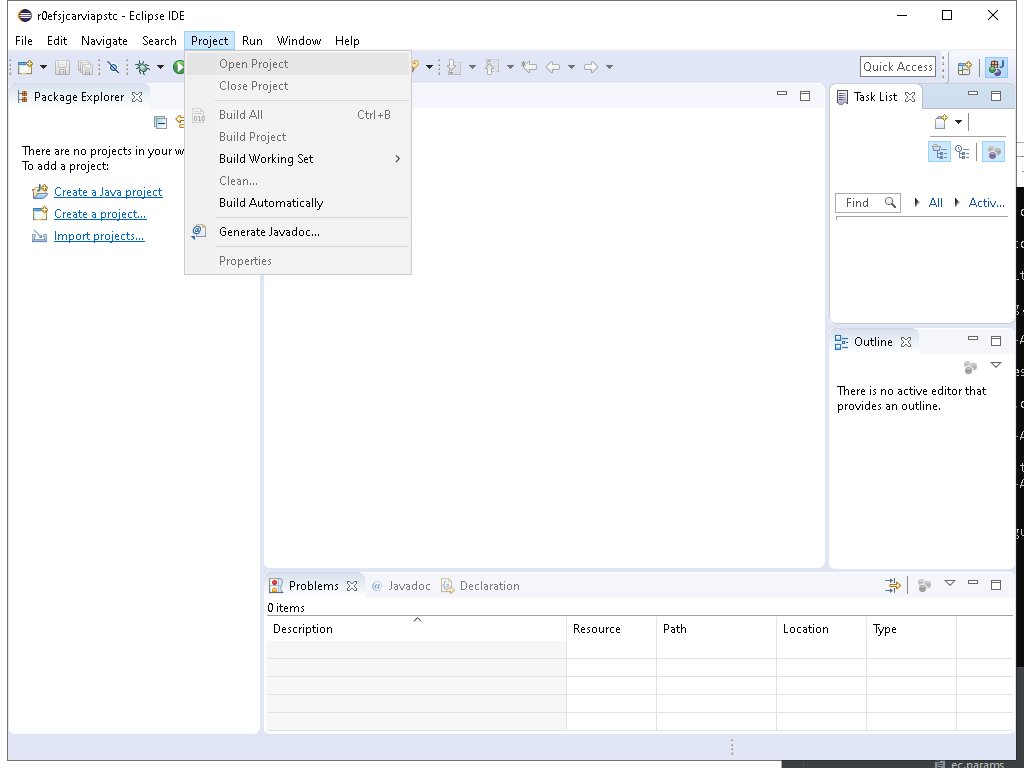 r0efsjcarviapstc - Eclipse IDE
File Edit Navigate Search Project Run Window Help
Open Project
Close Project
Build All Ctrl+B
Build Project
Build Working Set
Clean...
Build Automatically
Generate Javadoc...
Properties
Quick Access
Package Explorer
There are no projects in your w
To add a project:
Create a Java project
Create a project...
Import projects...
Task List
Find All Activ...
Outline
There is no active editor that
provides an outline.
Problems @ Javadoc Declaration
0 items
Description Resource Path Location Type
ec.params